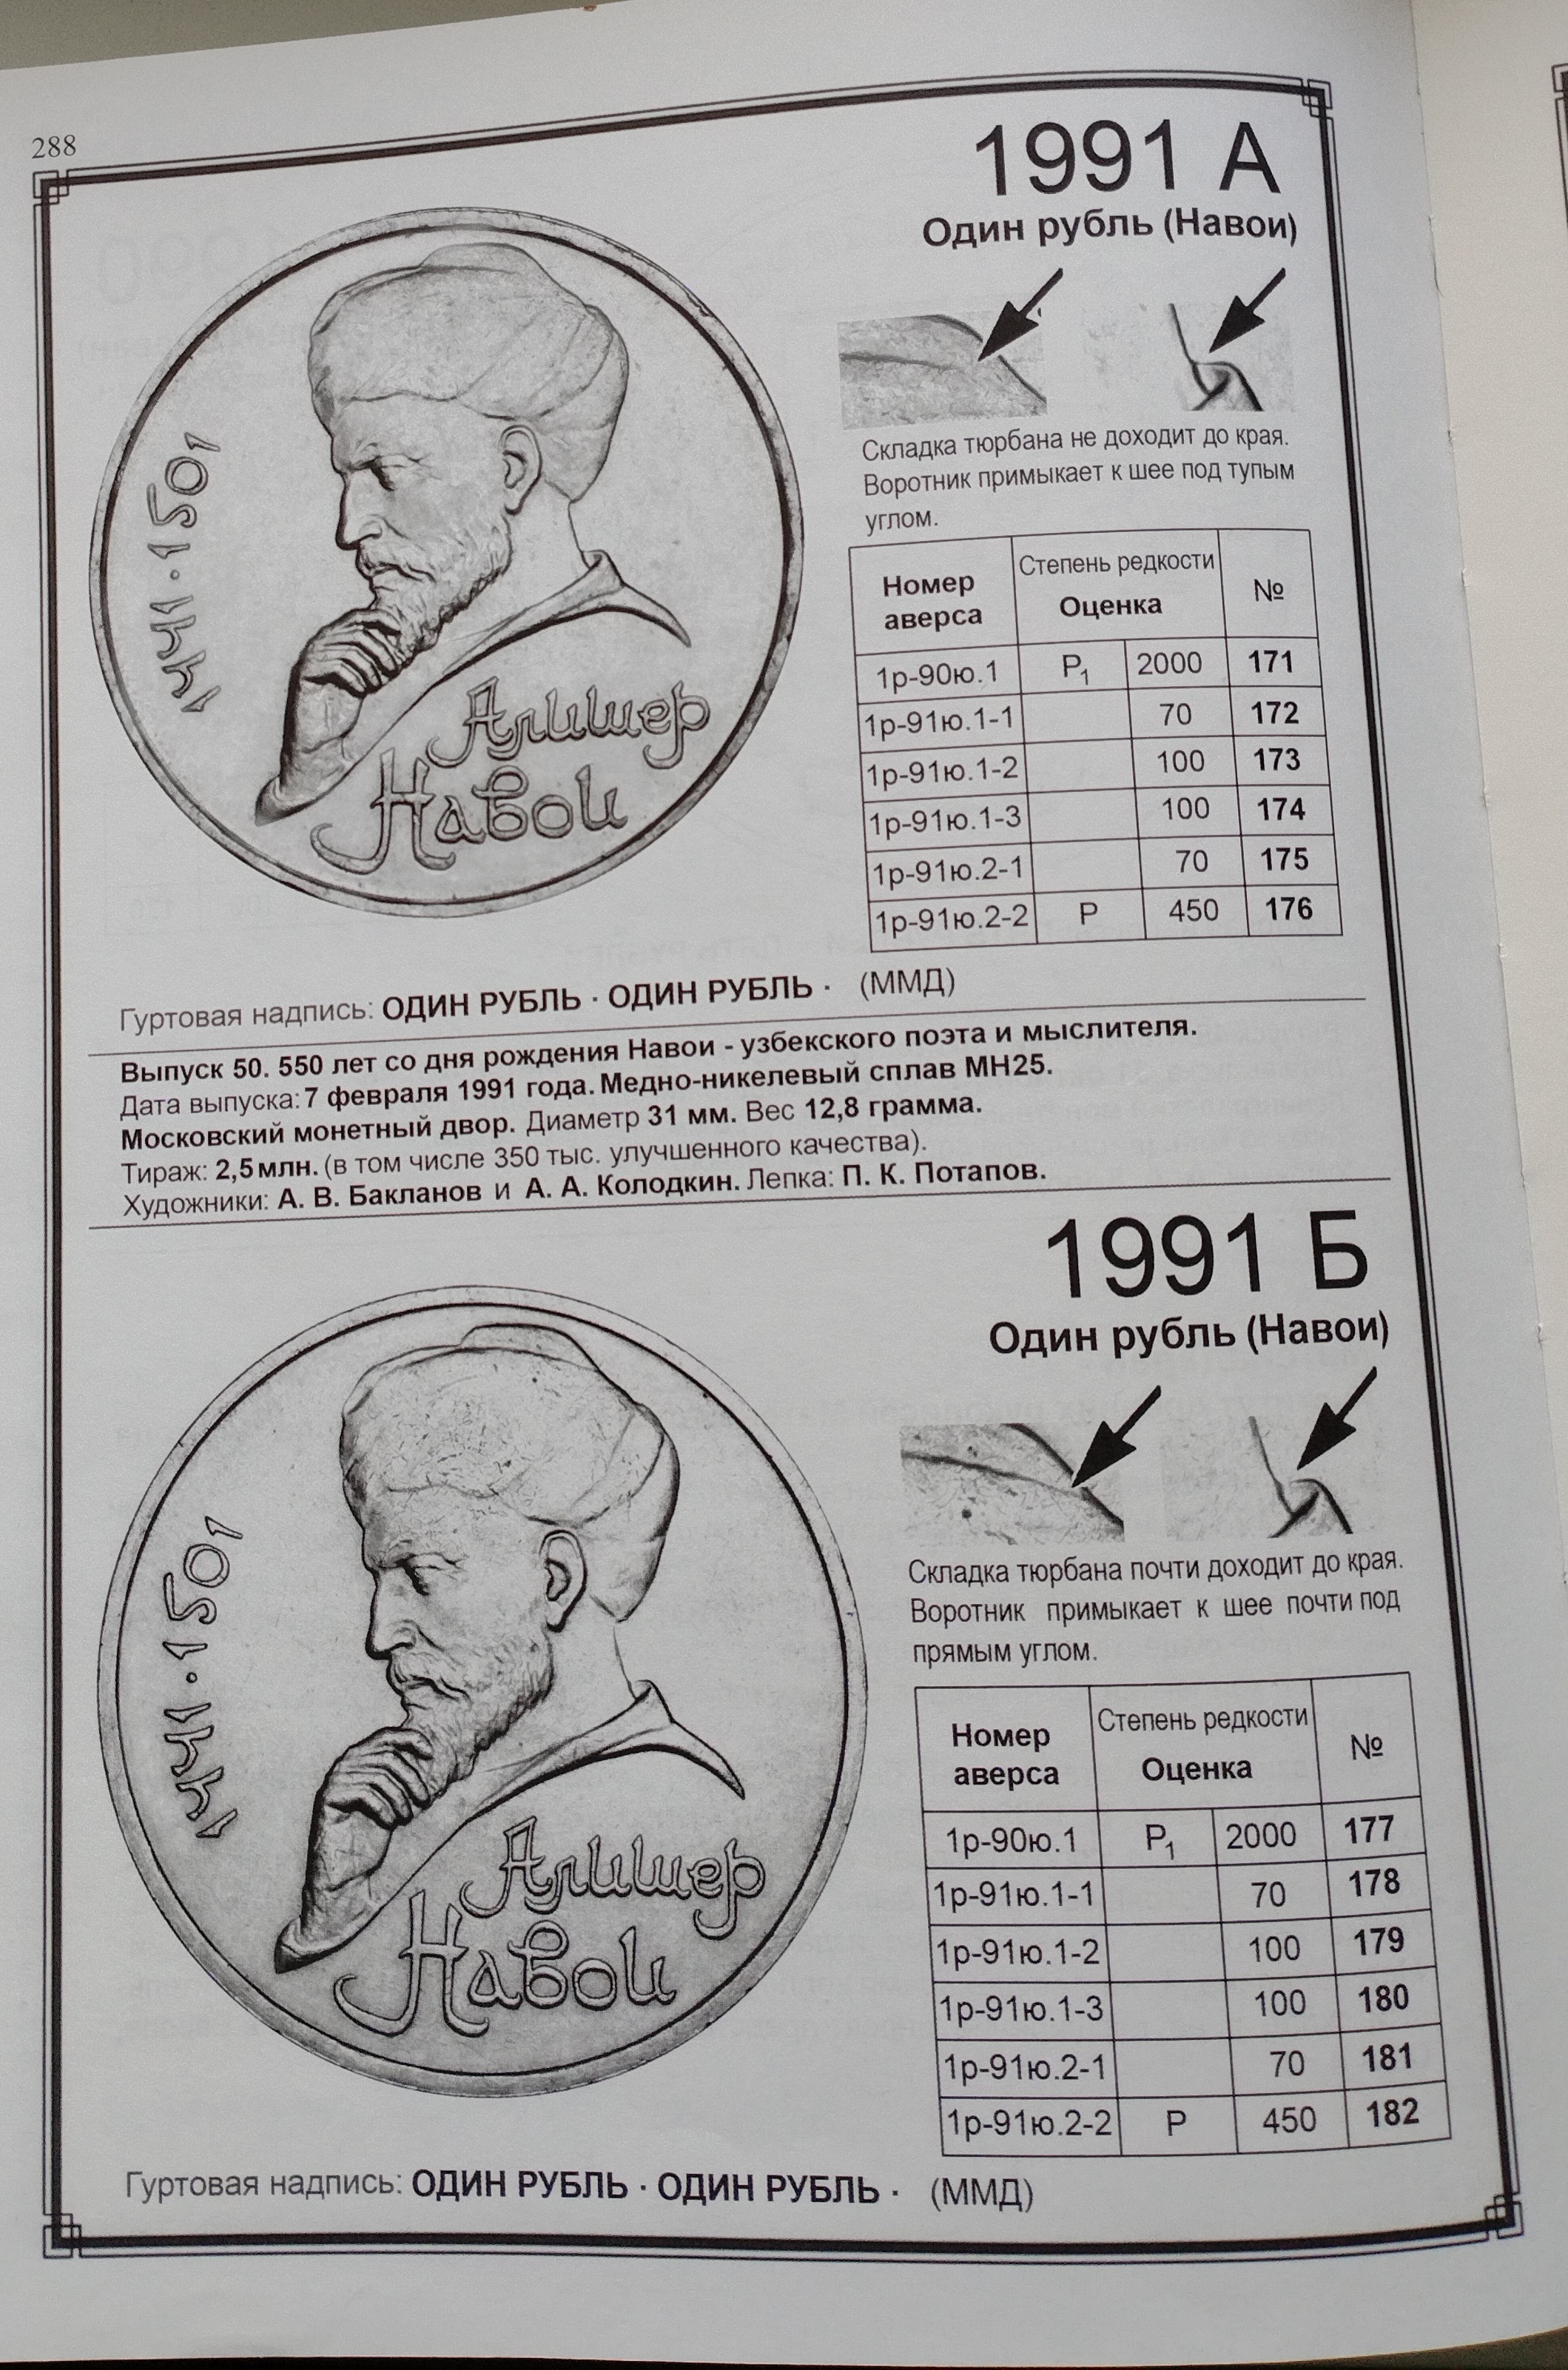 288
1991 А
Один рубль (Навои)
1441·1501
Алишер
Навои
Складка тюрбана не доходит до края.
Воротник примыкает к шее под тупым
углом.
Номер аверса Степень редкости Оценка №
1р-90ю.1 Р₁ 2000 171
1р-91ю.1-1 70 172
1р-91ю.1-2 100 173
1р-91ю.1-3 100 174
1р-91ю.2-1 70 175
1р-91ю.2-2 Р 450 176
Гуртовая надпись: ОДИН РУБЛЬ · ОДИН РУБЛЬ · (ММД)
Выпуск 50. 550 лет со дня рождения Навои - узбекского поэта и мыслителя.
Дата выпуска: 7 февраля 1991 года. Медно-никелевый сплав МН25.
Московский монетный двор. Диаметр 31 мм. Вес 12,8 грамма.
Тираж: 2,5 млн. (в том числе 350 тыс. улучшенного качества).
Художники: А. В. Бакланов и А. А. Колодкин. Лепка: П. К. Потапов.
1991 Б
Один рубль (Навои)
1441·1501
Алишер
Навои
Складка тюрбана почти доходит до края.
Воротник примыкает к шее почти под
прямым углом.
Номер аверса Степень редкости Оценка №
1р-90ю.1 Р₁ 2000 177
1р-91ю.1-1 70 178
1р-91ю.1-2 100 179
1р-91ю.1-3 100 180
1р-91ю.2-1 70 181
1р-91ю.2-2 Р 450 182
Гуртовая надпись: ОДИН РУБЛЬ · ОДИН РУБЛЬ · (ММД)